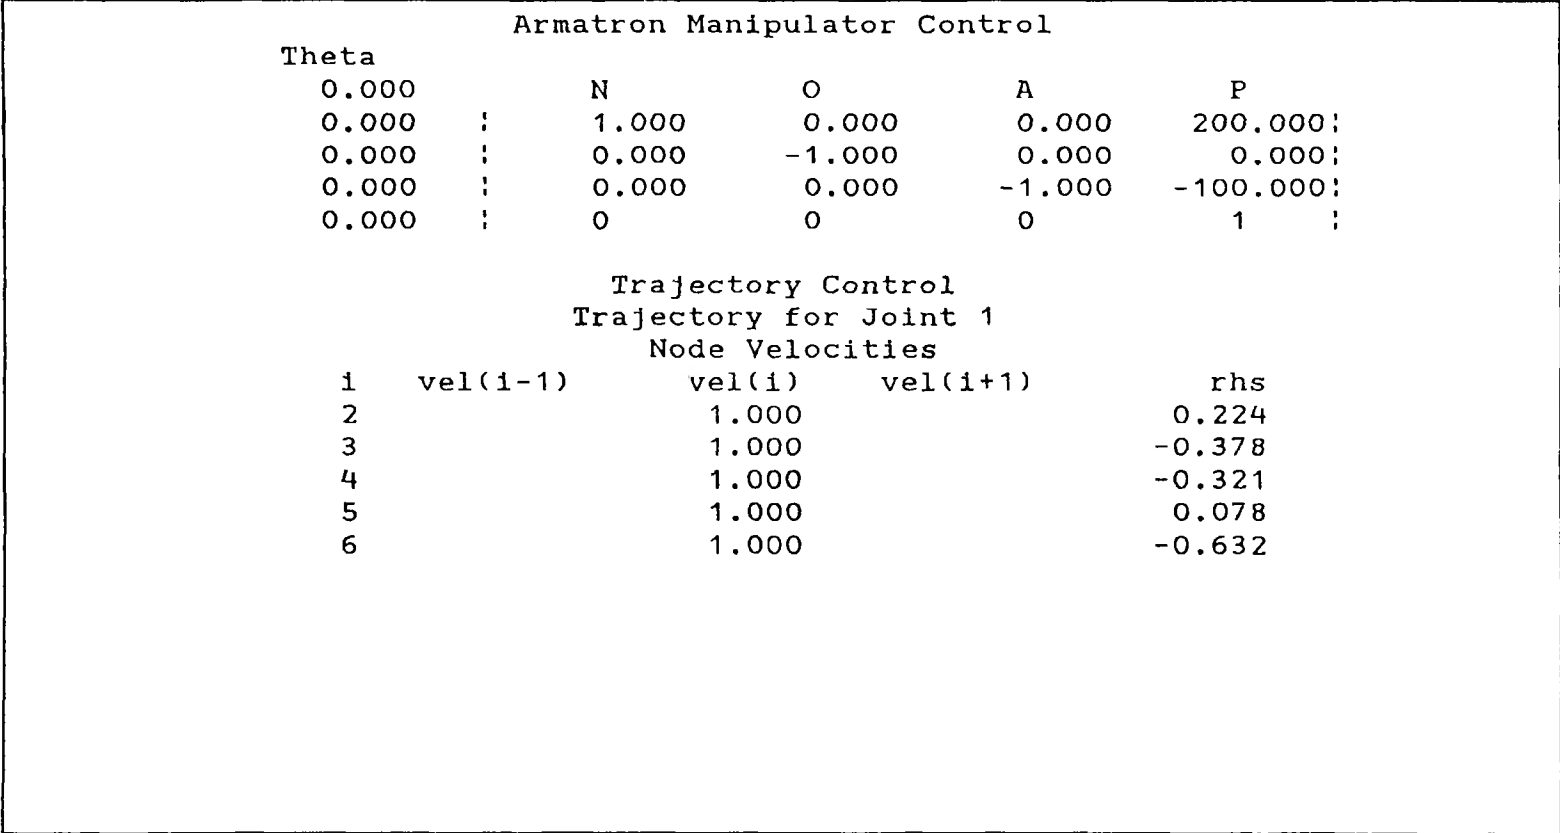 Armatron Manipulator Control
Theta
0.000 N O A P
0.000 ¦ 1.000 0.000 0.000 200.000¦
0.000 ¦ 0.000 -1.000 0.000 0.000¦
0.000 ¦ 0.000 0.000 -1.000 -100.000¦
0.000 ¦ 0 0 0 1 ¦
Trajectory Control
Trajectory for Joint 1
Node Velocities
i vel(i-1) vel(i) vel(i+1) rhs
2 1.000 0.224
3 1.000 -0.378
4 1.000 -0.321
5 1.000 0.078
6 1.000 -0.632